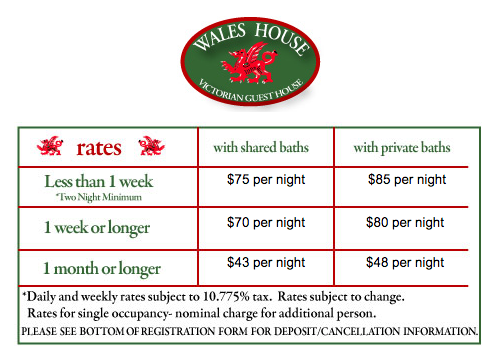 WALES HOUSE
VICTORIAN GUEST HOUSE
rates with shared baths with private baths
Less than 1 week $75 per night $85 per night
*Two Night Minimum
1 week or longer $70 per night $80 per night
1 month or longer $43 per night $48 per night
*Daily and weekly rates subject to 10.775% tax. Rates subject to change.
Rates for single occupancy- nominal charge for additional person.
PLEASE SEE BOTTOM OF REGISTRATION FORM FOR DEPOSIT/CANCELLATION INFORMATION.